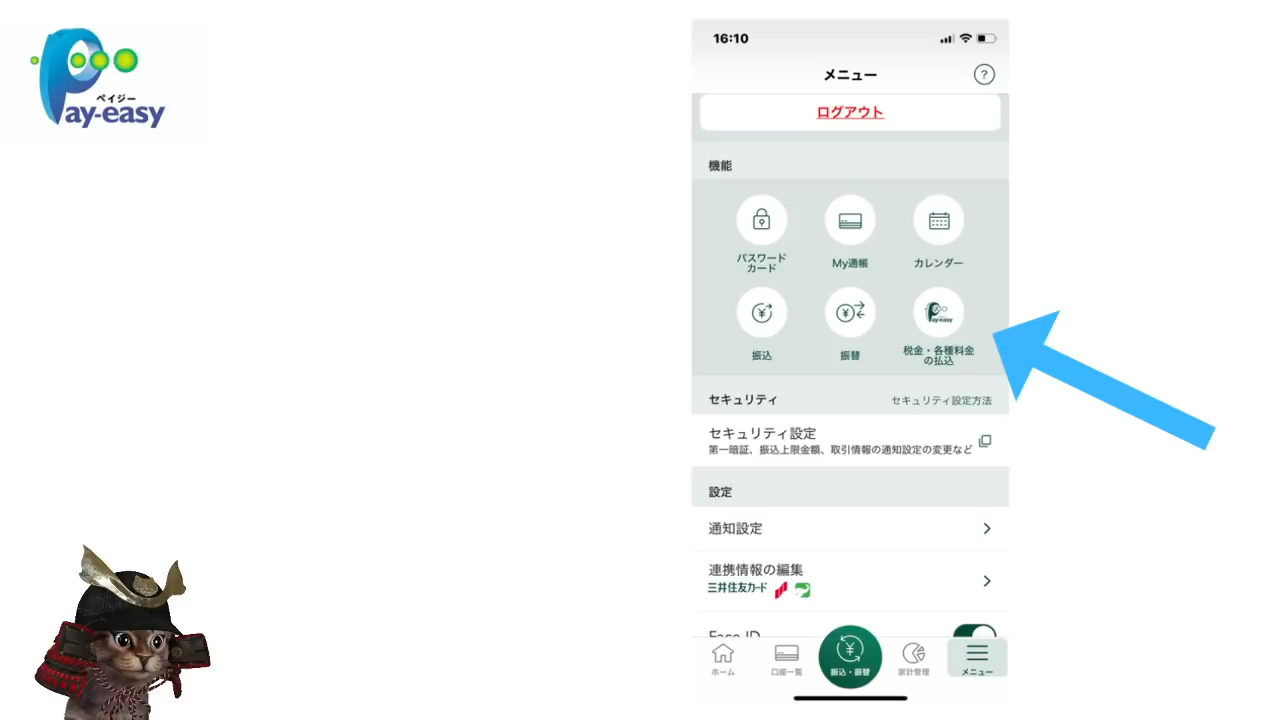 ペイジー
Pay-easy
16:10
メニュー
?
ログアウト
機能
パスワード
カード
My通帳
カレンダー
振込
振替
Pay-easy
税金・各種料金
の払込
セキュリティ
セキュリティ設定方法
セキュリティ設定
第一暗証、振込上限金額、取引情報の通知設定の変更など
設定
通知設定
連携情報の編集
三井住友カード
Face ID
ホーム
口座一覧
振込・振替
家計管理
メニュー